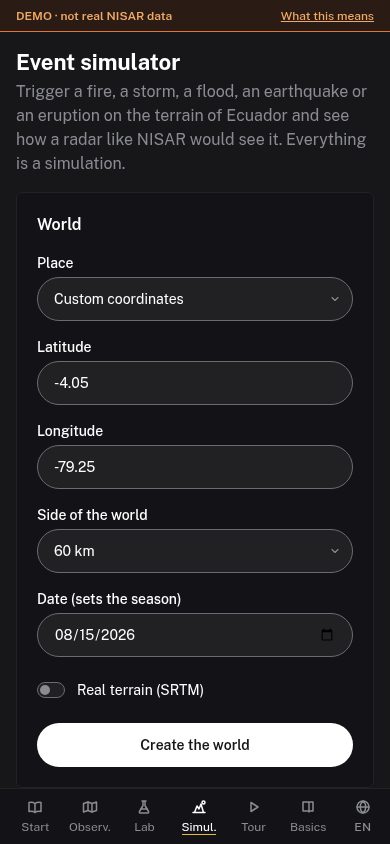 DEMO · not real NISAR data
What this means
Event simulator
Trigger a fire, a storm, a flood, an earthquake or
an eruption on the terrain of Ecuador and see
how a radar like NISAR would see it. Everything
is a simulation.
World
Place
Custom coordinates
Latitude
-4.05
Longitude
-79.25
Side of the world
60 km
Date (sets the season)
08/15/2026
Real terrain (SRTM)
Create the world
Start
Observ.
Lab
Simul.
Tour
Basics
EN